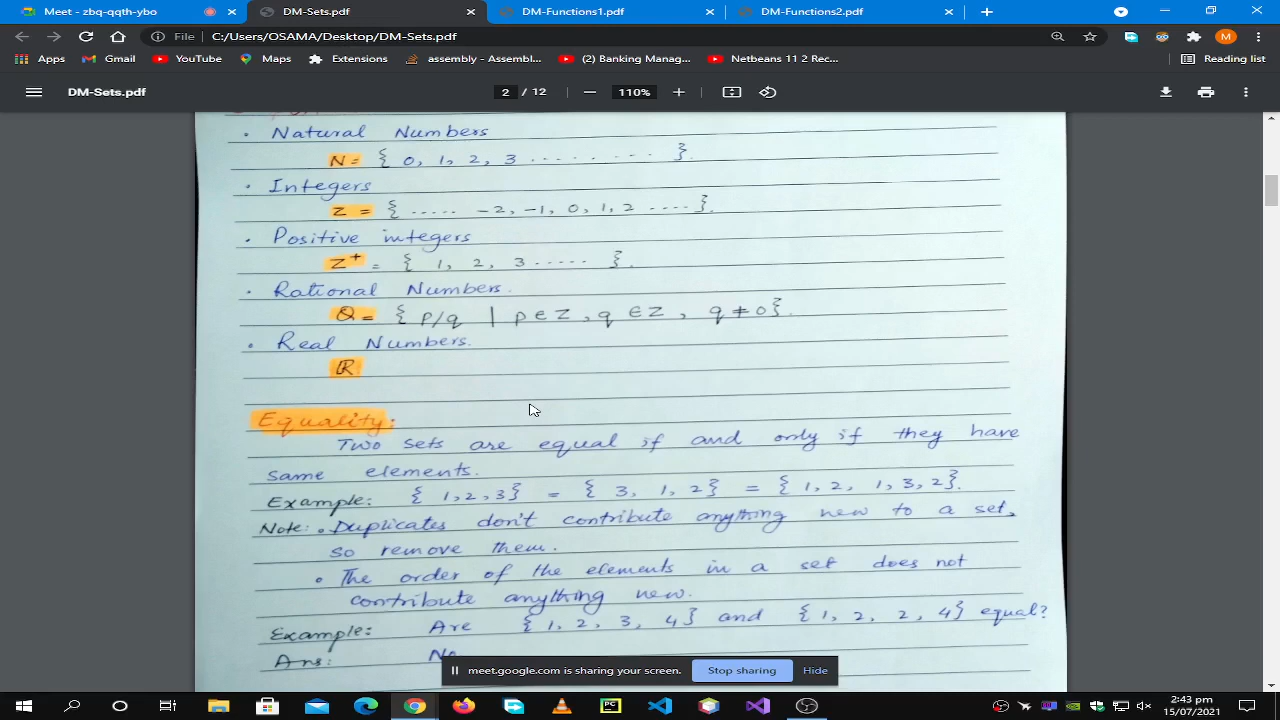 Meet - zbq-qqth-ybo
DM-Sets.pdf
DM-Functions1.pdf
DM-Functions2.pdf
File | C:/Users/OSAMA/Desktop/DM-Sets.pdf
M
Apps Gmail YouTube Maps Extensions assembly - Assembl... (2) Banking Manag... Netbeans 11 2 Rec... Reading list
DM-Sets.pdf 2 / 12 110%
• Natural Numbers
N = { 0, 1, 2, 3 .......... }.
• Integers
Z = { ..... -2, -1, 0, 1, 2 .... }.
• Positive integers
Z+ = { 1, 2, 3 ..... }.
• Rational Numbers.
Q = { p/q | p ∈ Z, q ∈ Z, q ≠ 0 }.
• Real Numbers.
ℝ
Equality:
Two sets are equal if and only if they have
same elements.
Example: { 1, 2, 3 } = { 3, 1, 2 } = { 1, 2, 1, 3, 2 }.
Note: • Duplicates don't contribute anything new to a set,
so remove them.
• The order of the elements in a set does not
contribute anything new.
Example: Are { 1, 2, 3, 4 } and { 1, 2, 2, 4 } equal?
Ans: No
meet.google.com is sharing your screen. Stop sharing Hide
2:43 pm
15/07/2021